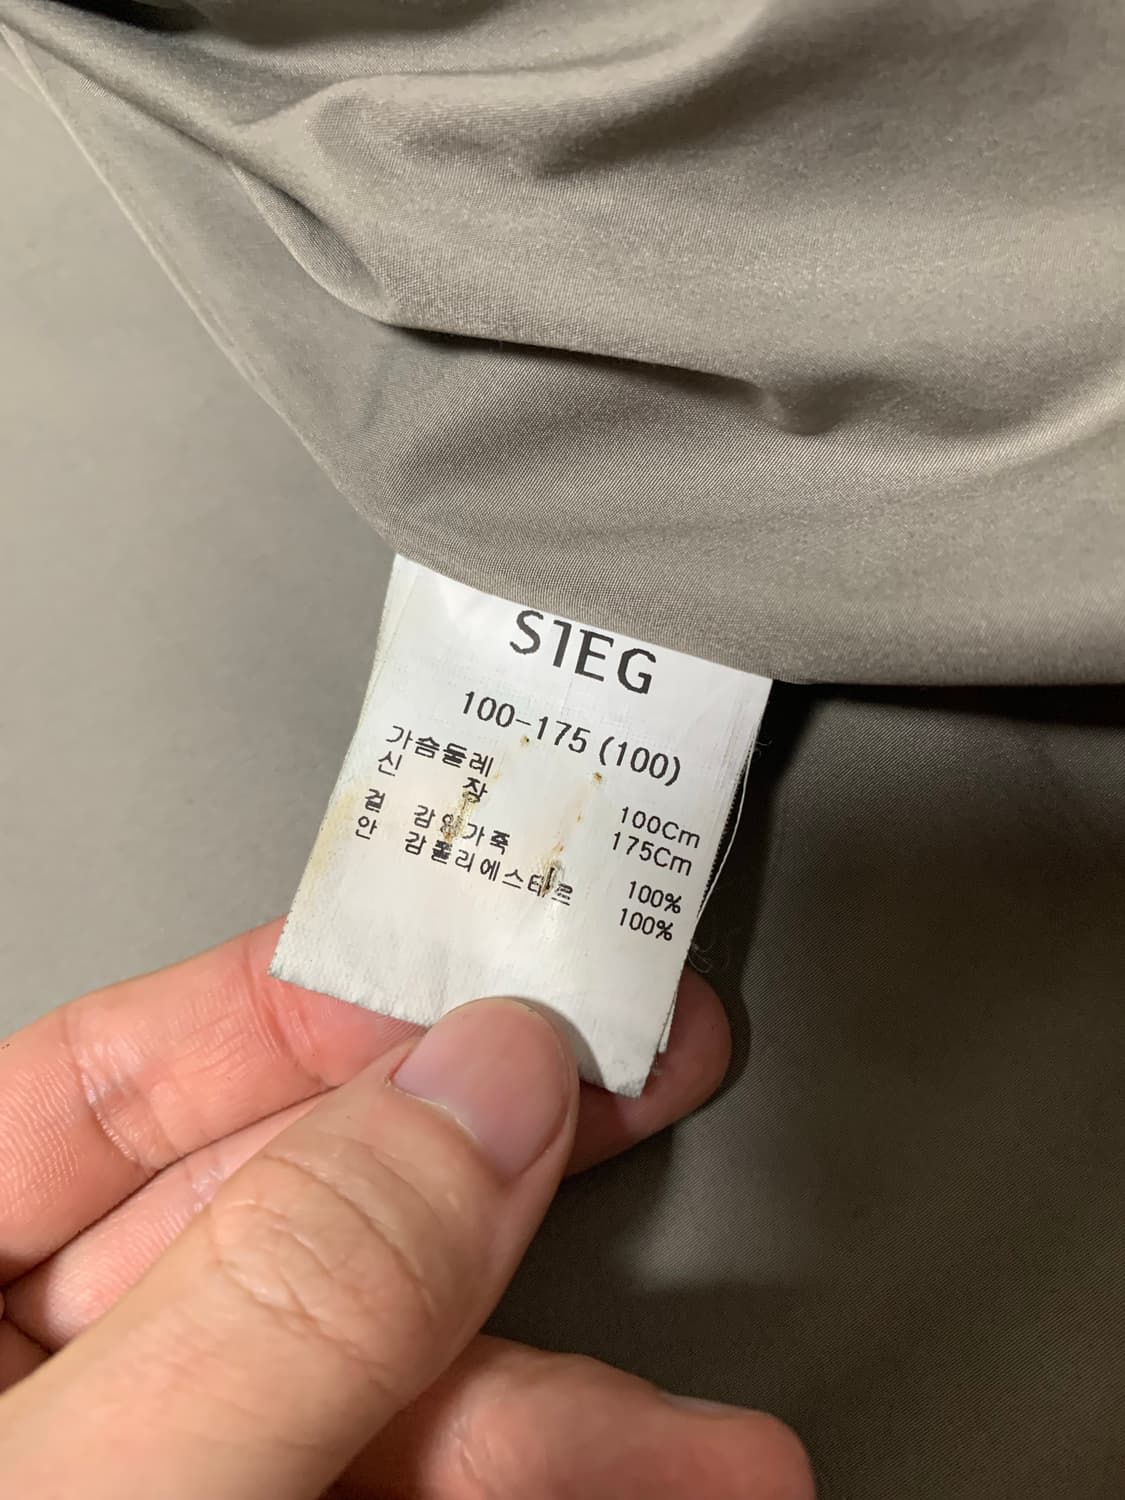 SIEG
100-175 (100)
가슴둘레 100Cm
신 장 175Cm
겉 감 양가죽 100%
안 감 폴리에스테르 100%